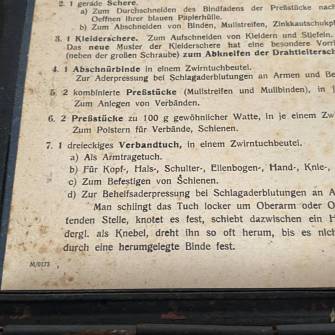 2. 1 gerade Schere.
a) Zum Durchschneiden des Bindfadens der Preßstücke nach
Oeffnen ihrer blauen Papierhülle.
b) Zum Abschneiden von Binden, Mullstreifen, Zinkkautschukp
3. 1 Kleiderschere. Zum Aufschneiden von Kleidern und Stiefeln.
Das neue Muster der Kleiderschere hat eine besondere Vorri
(neben der großen Schraube) zum Abkneifen der Drahtleitersch
4. 1 Abschnürbinde in einem Zwirntuchbeutel.
Zur Aderpressung bei Schlagaderblutungen an Armen und Be
5. 2 kombinierte Preßstücke (Mullstreifen und Mullbinden), in j
Zum Anlegen von Verbänden.
6. 2 Preßstücke zu 100 g gewöhnlicher Watte, in je einem Zwi
Zum Polstern für Verbände, Schienen.
7. 1 dreieckiges Verbandtuch, in einem Zwirntuchbeutel.
a) Als Armtragetuch.
b) Für Kopf-, Hals-, Schulter-, Ellenbogen-, Hand-, Knie-,
c) Zum Befestigen von Schienen.
d) Zur Behelfsaderpressung bei Schlagaderblutungen an A
Man schlingt das Tuch locker um Oberarm oder O
tenden Stelle, knotet es fest, schiebt dazwischen ein H
dergl. als Knebel, dreht ihn so oft herum, bis es nich
durch eine herumgelegte Binde fest.
M/0173